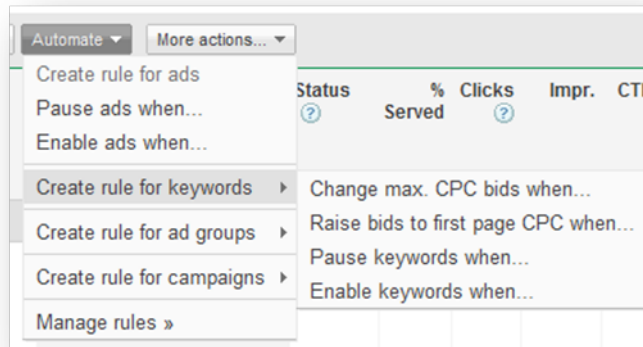 Automate More actions...
Status % Served Clicks Impr.
? ?
Create rule for ads
Pause ads when...
Enable ads when...
Create rule for keywords
Change max. CPC bids when...
Raise bids to first page CPC when...
Pause keywords when...
Enable keywords when...
Create rule for ad groups
Create rule for campaigns
Manage rules »